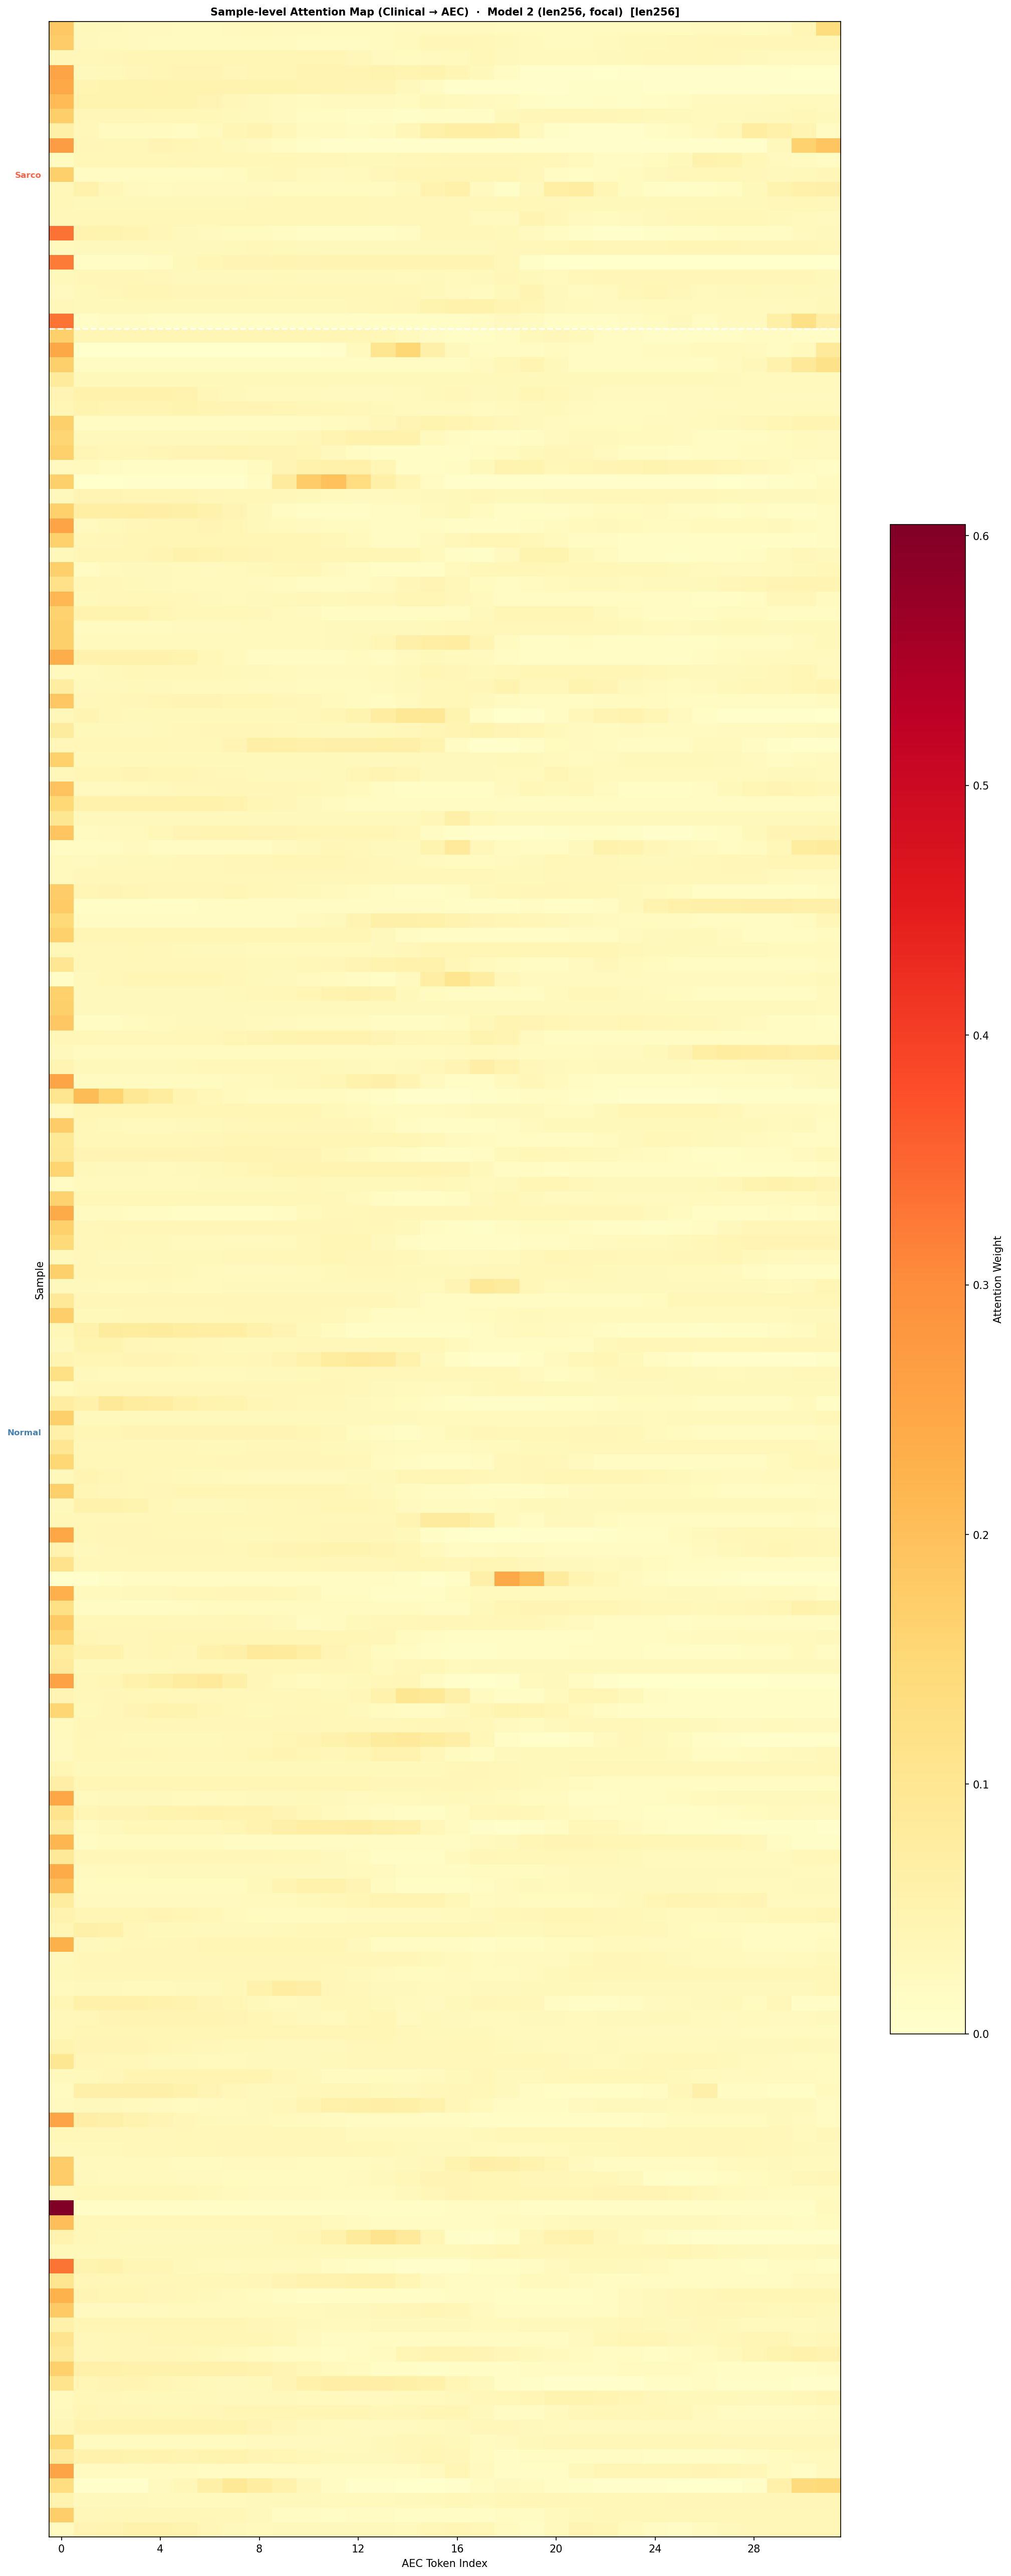 Sample-level Attention Map (Clinical → AEC)  ·  Model 2 (len256, focal)  [len256]
Sarco
Normal
Sample
0 4 8 12 16 20 24 28
AEC Token Index
0.6
0.5
0.4
0.3
0.2
0.1
0.0
Attention Weight